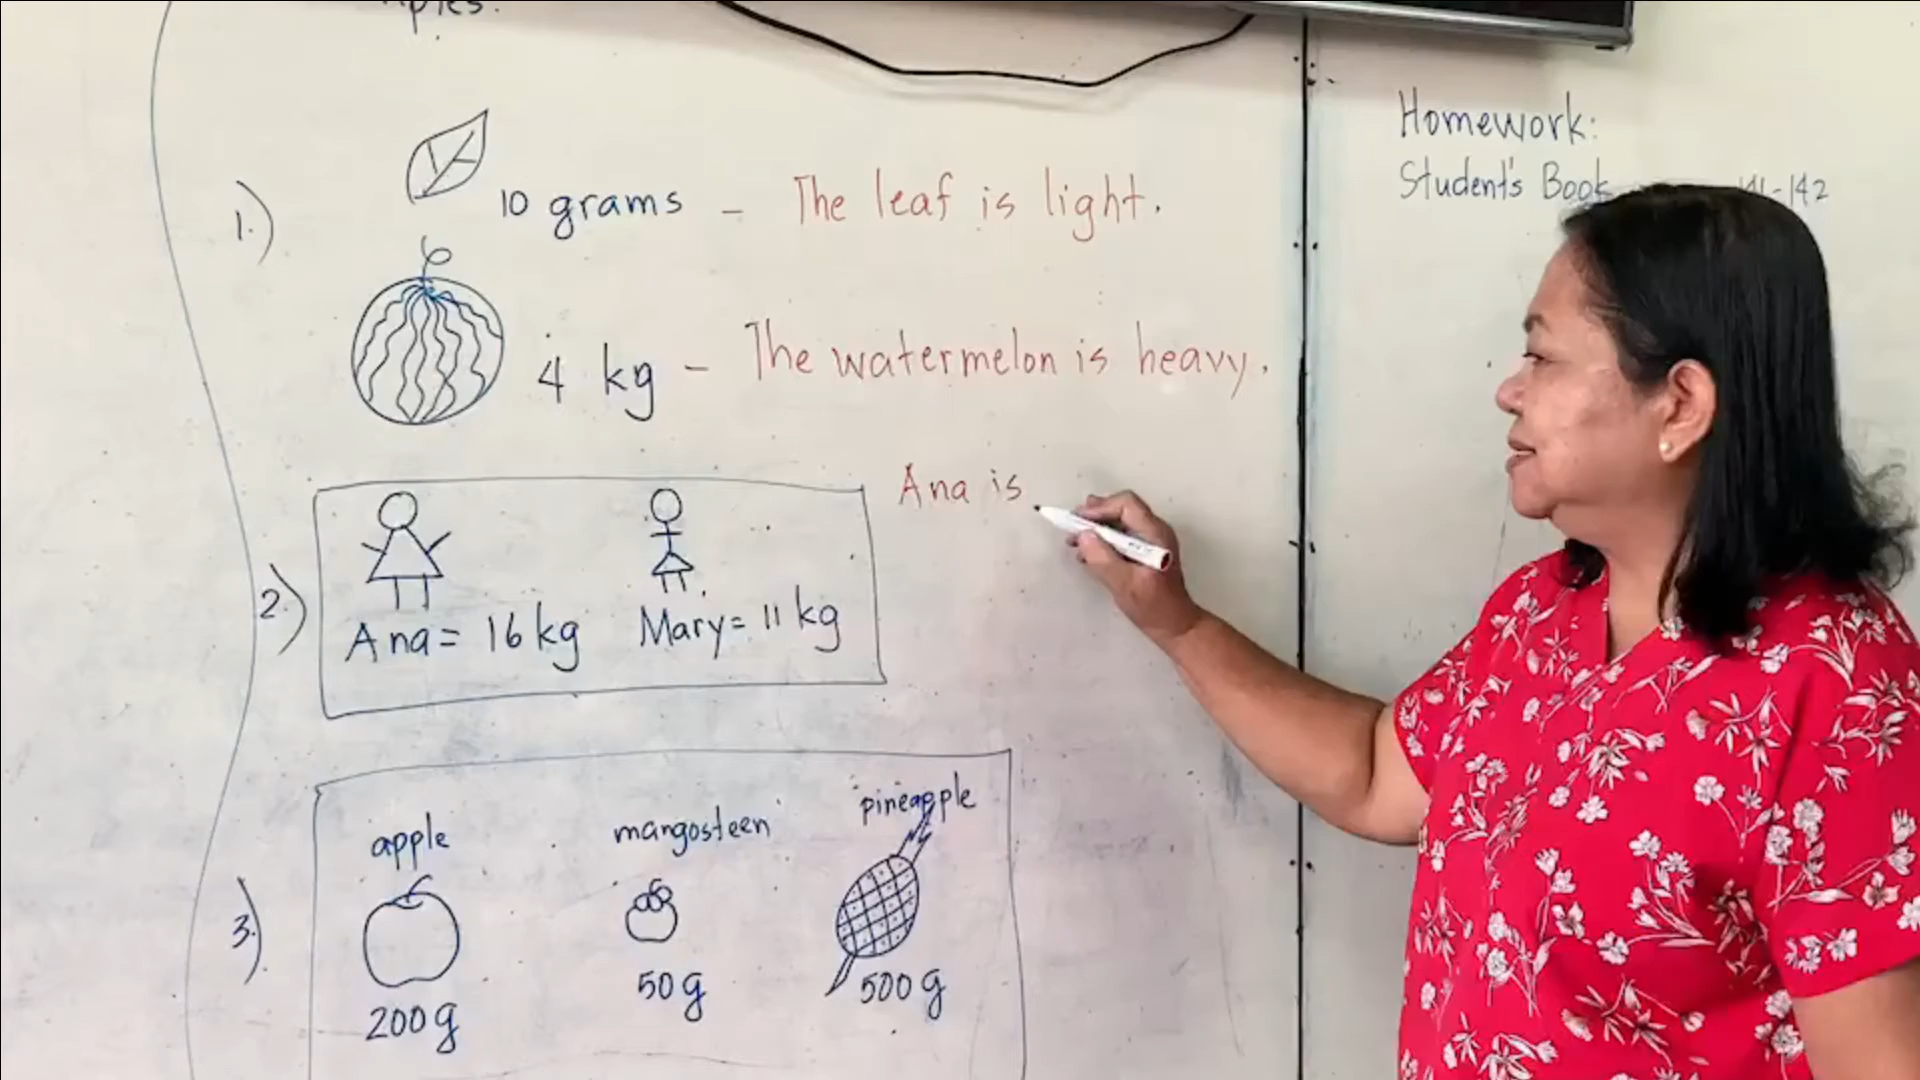 1.)
10 grams - The leaf is light.
4 kg - The watermelon is heavy.
Ana is
2.)
Ana = 16 kg
Mary = 11 kg
3.)
apple
mangosteen
pineapple
200 g
50 g
500 g
Homework:
Student's Book
-142